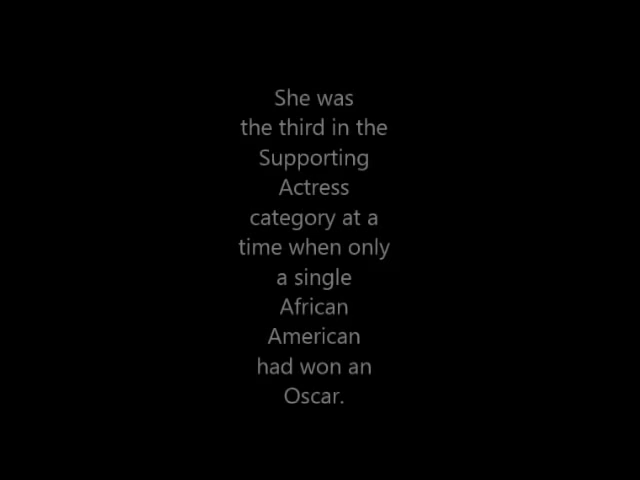 She was
the third in the
Supporting
Actress
category at a
time when only
a single
African
American
had won an
Oscar.